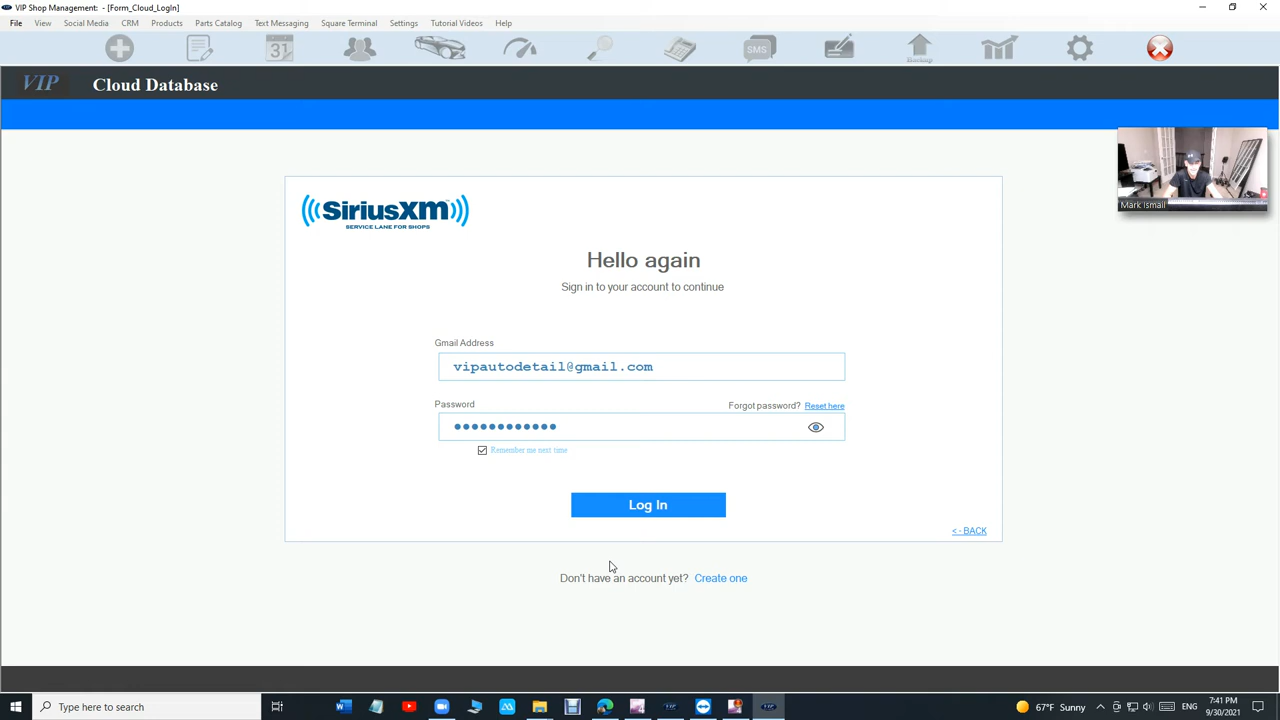 VIP Shop Management:  - [Form_Cloud_LogIn]
File View Social Media CRM Products Parts Catalog Text Messaging Square Terminal Settings Tutorial Videos Help
31 SMS Backup
VIP Cloud Database
SiriusXM
SERVICE LANE FOR SHOPS
Mark Ismail
Hello again
Sign in to your account to continue
Gmail Address
vipautodetail@gmail.com
Password Forgot password? Reset here
●●●●●●●●●●●●
Remember me next time
Log In
< - BACK
Don't have an account yet? Create one
Type here to search
67°F Sunny ENG 7:41 PM
9/30/2021